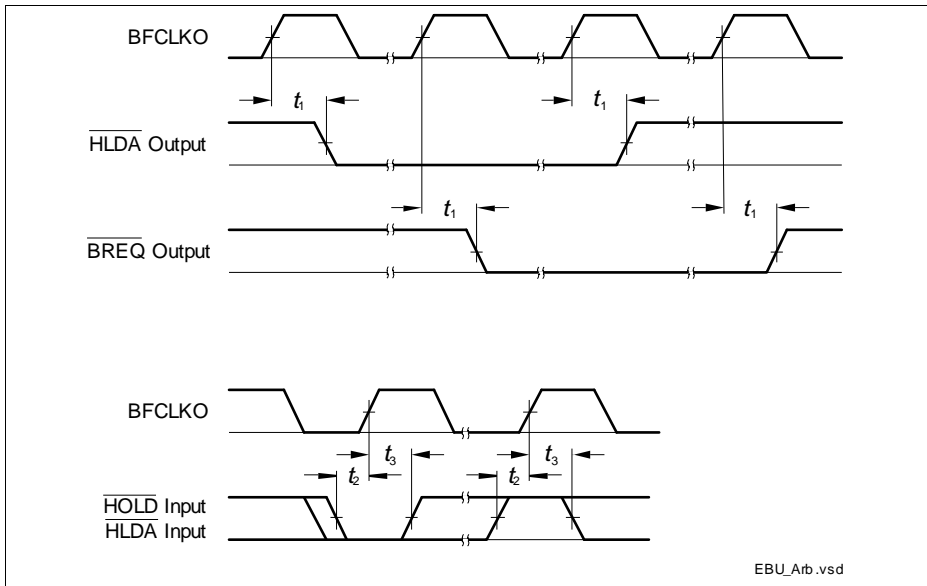 BFCLKO
t1 t1
HLDA Output
t1 t1
BREQ Output
BFCLKO
t3 t3
t2 t2
HOLD Input
HLDA Input
EBU_Arb.vsd